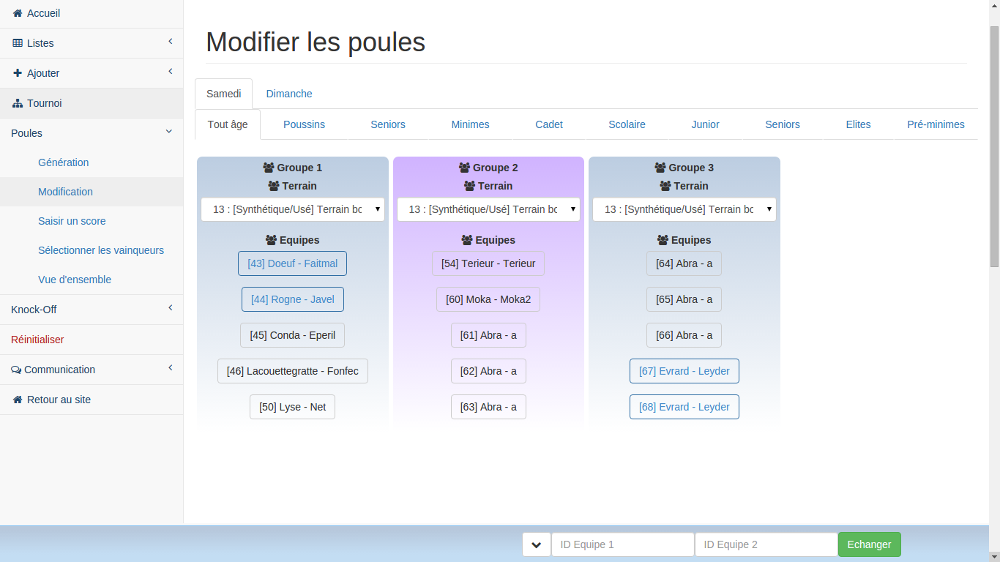 Accueil
Listes
Ajouter
Tournoi
Poules
Génération
Modification
Saisir un score
Sélectionner les vainqueurs
Vue d'ensemble
Knock-Off
Réinitialiser
Communication
Retour au site
Modifier les poules
Samedi Dimanche
Tout âge Poussins Seniors Minimes Cadet Scolaire Junior Seniors Elites Pré-minimes
Groupe 1
Terrain
13 : [Synthétique/Usé] Terrain bc
Equipes
[43] Doeuf - Faitmal
[44] Rogne - Javel
[45] Conda - Eperil
[46] Lacouettegratte - Fonfec
[50] Lyse - Net
Groupe 2
Terrain
13 : [Synthétique/Usé] Terrain bc
Equipes
[54] Terieur - Terieur
[60] Moka - Moka2
[61] Abra - a
[62] Abra - a
[63] Abra - a
Groupe 3
Terrain
13 : [Synthétique/Usé] Terrain bc
Equipes
[64] Abra - a
[65] Abra - a
[66] Abra - a
[67] Evrard - Leyder
[68] Evrard - Leyder
ID Equipe 1 ID Equipe 2 Echanger